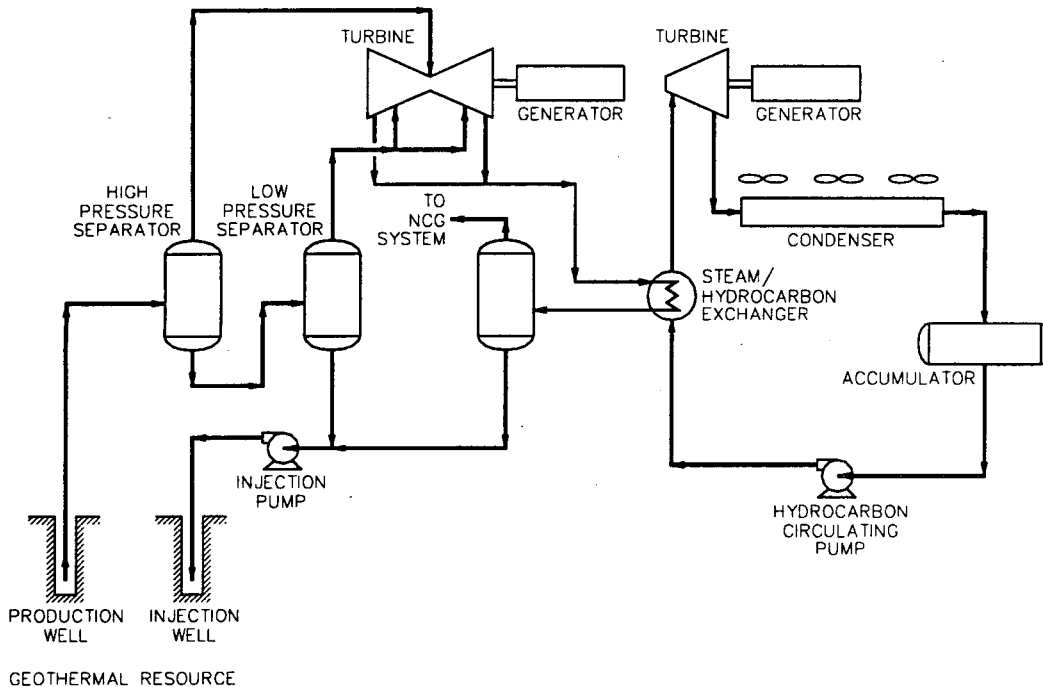 TURBINE
GENERATOR
TURBINE
GENERATOR
HIGH
PRESSURE
SEPARATOR
LOW
PRESSURE
SEPARATOR
TO
NCG
SYSTEM
CONDENSER
STEAM/
HYDROCARBON
EXCHANGER
ACCUMULATOR
INJECTION
PUMP
HYDROCARBON
CIRCULATING
PUMP
PRODUCTION
WELL
INJECTION
WELL
GEOTHERMAL RESOURCE